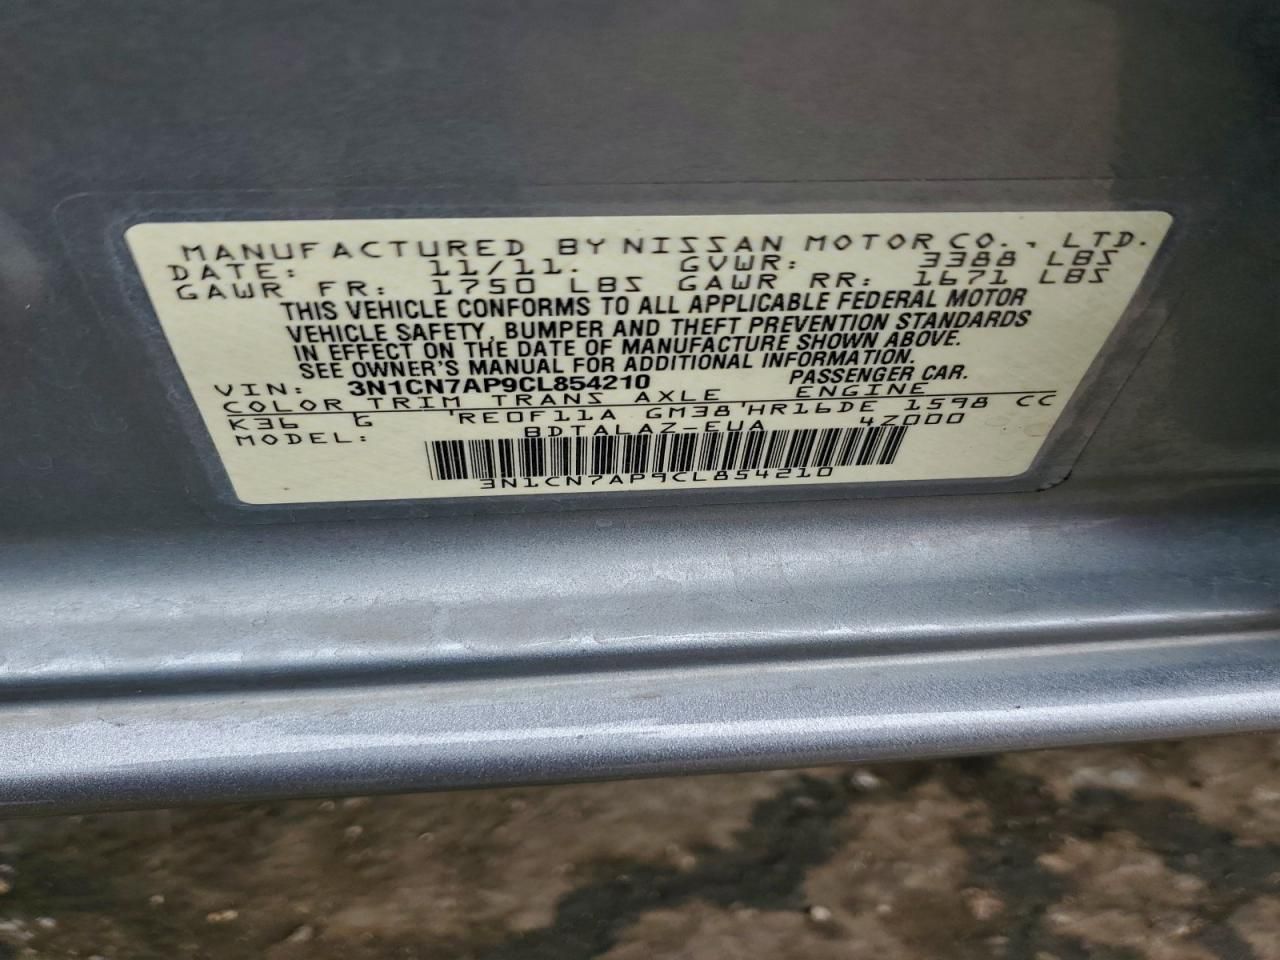 MANUFACTURED BY NISSAN MOTOR CO., LTD.
DATE: 11/11. GVWR: 3388 LBS
GAWR FR: 1750 LBS GAWR RR: 1671 LBS
THIS VEHICLE CONFORMS TO ALL APPLICABLE FEDERAL MOTOR
VEHICLE SAFETY, BUMPER AND THEFT PREVENTION STANDARDS
IN EFFECT ON THE DATE OF MANUFACTURE SHOWN ABOVE.
SEE OWNER'S MANUAL FOR ADDITIONAL INFORMATION.
VIN: 3N1CN7AP9CL854210 PASSENGER CAR.
COLOR TRIM TRANS AXLE ENGINE
K36 G RE0F11A GM38 HR16DE 1598 CC
MODEL: BDTALAZ-EUA 4Z000
3N1CN7AP9CL854210